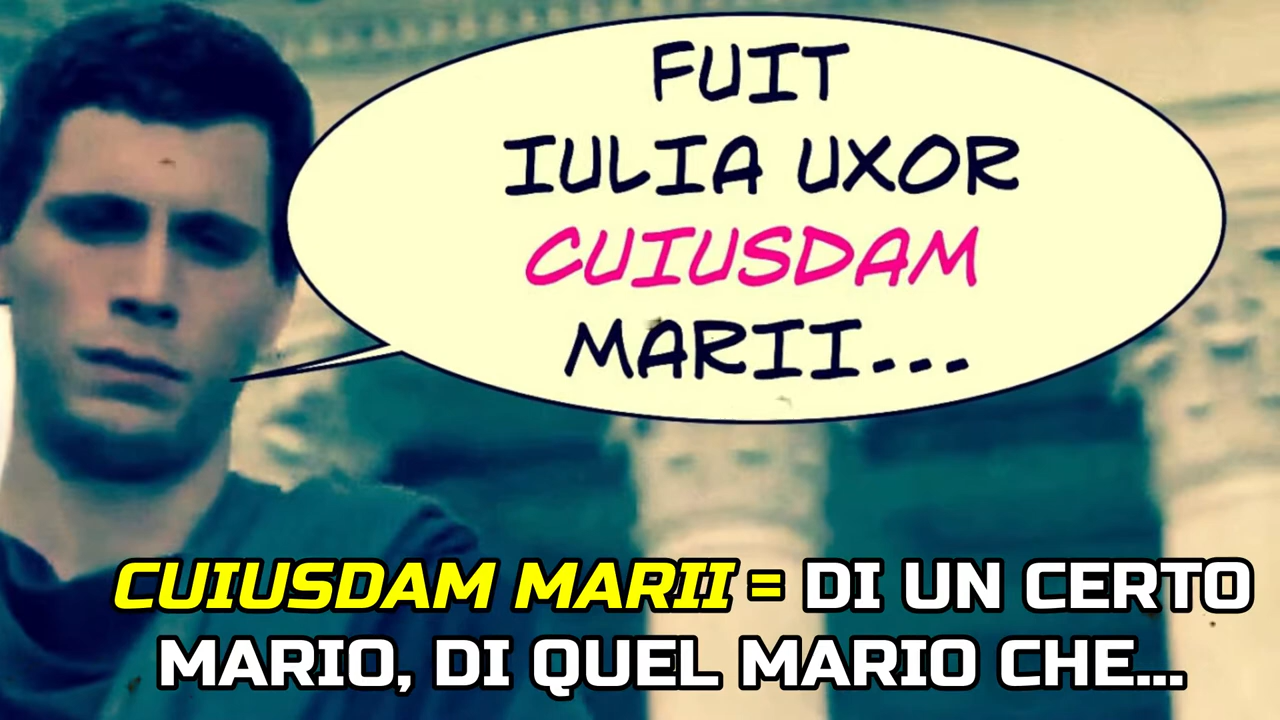 FUIT
IULIA UXOR
CUIUSDAM
MARII...
CUIUSDAM MARII = DI UN CERTO
MARIO, DI QUEL MARIO CHE...